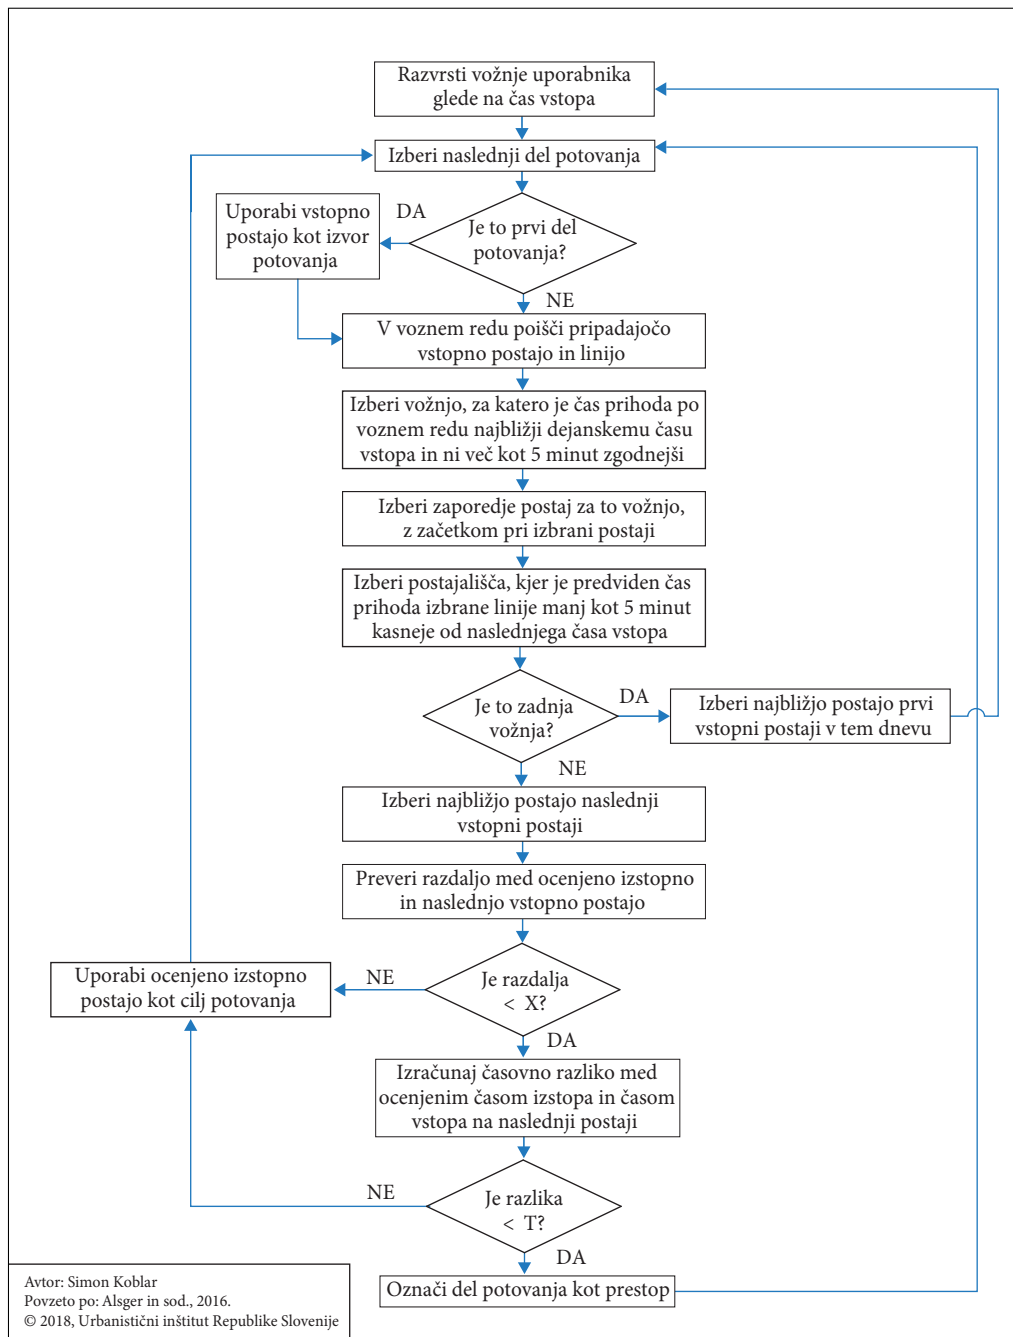 Razvrsti vožnje uporabnika
glede na čas vstopa
Izberi naslednji del potovanja
Je to prvi del
potovanja?
DA
Uporabi vstopno
postajo kot izvor
potovanja
NE
V voznem redu poišči pripadajočo
vstopno postajo in linijo
Izberi vožnjo, za katero je čas prihoda po
voznem redu najbližji dejanskemu času
vstopa in ni več kot 5 minut zgodnejši
Izberi zaporedje postaj za to vožnjo,
z začetkom pri izbrani postaji
Izberi postajališča, kjer je predviden čas
prihoda izbrane linije manj kot 5 minut
kasneje od naslednjega časa vstopa
Je to zadnja
vožnja?
DA
Izberi najbližjo postajo prvi
vstopni postaji v tem dnevu
NE
Izberi najbližjo postajo naslednji
vstopni postaji
Preveri razdaljo med ocenjeno izstopno
in naslednjo vstopno postajo
Je razdalja
< X?
NE
Uporabi ocenjeno izstopno
postajo kot cilj potovanja
DA
Izračunaj časovno razliko med
ocenjenim časom izstopa in časom
vstopa na naslednji postaji
Je razlika
< T?
NE
DA
Označi del potovanja kot prestop
Avtor: Simon Koblar
Povzeto po: Alsger in sod., 2016.
© 2018, Urbanistični inštitut Republike Slovenije